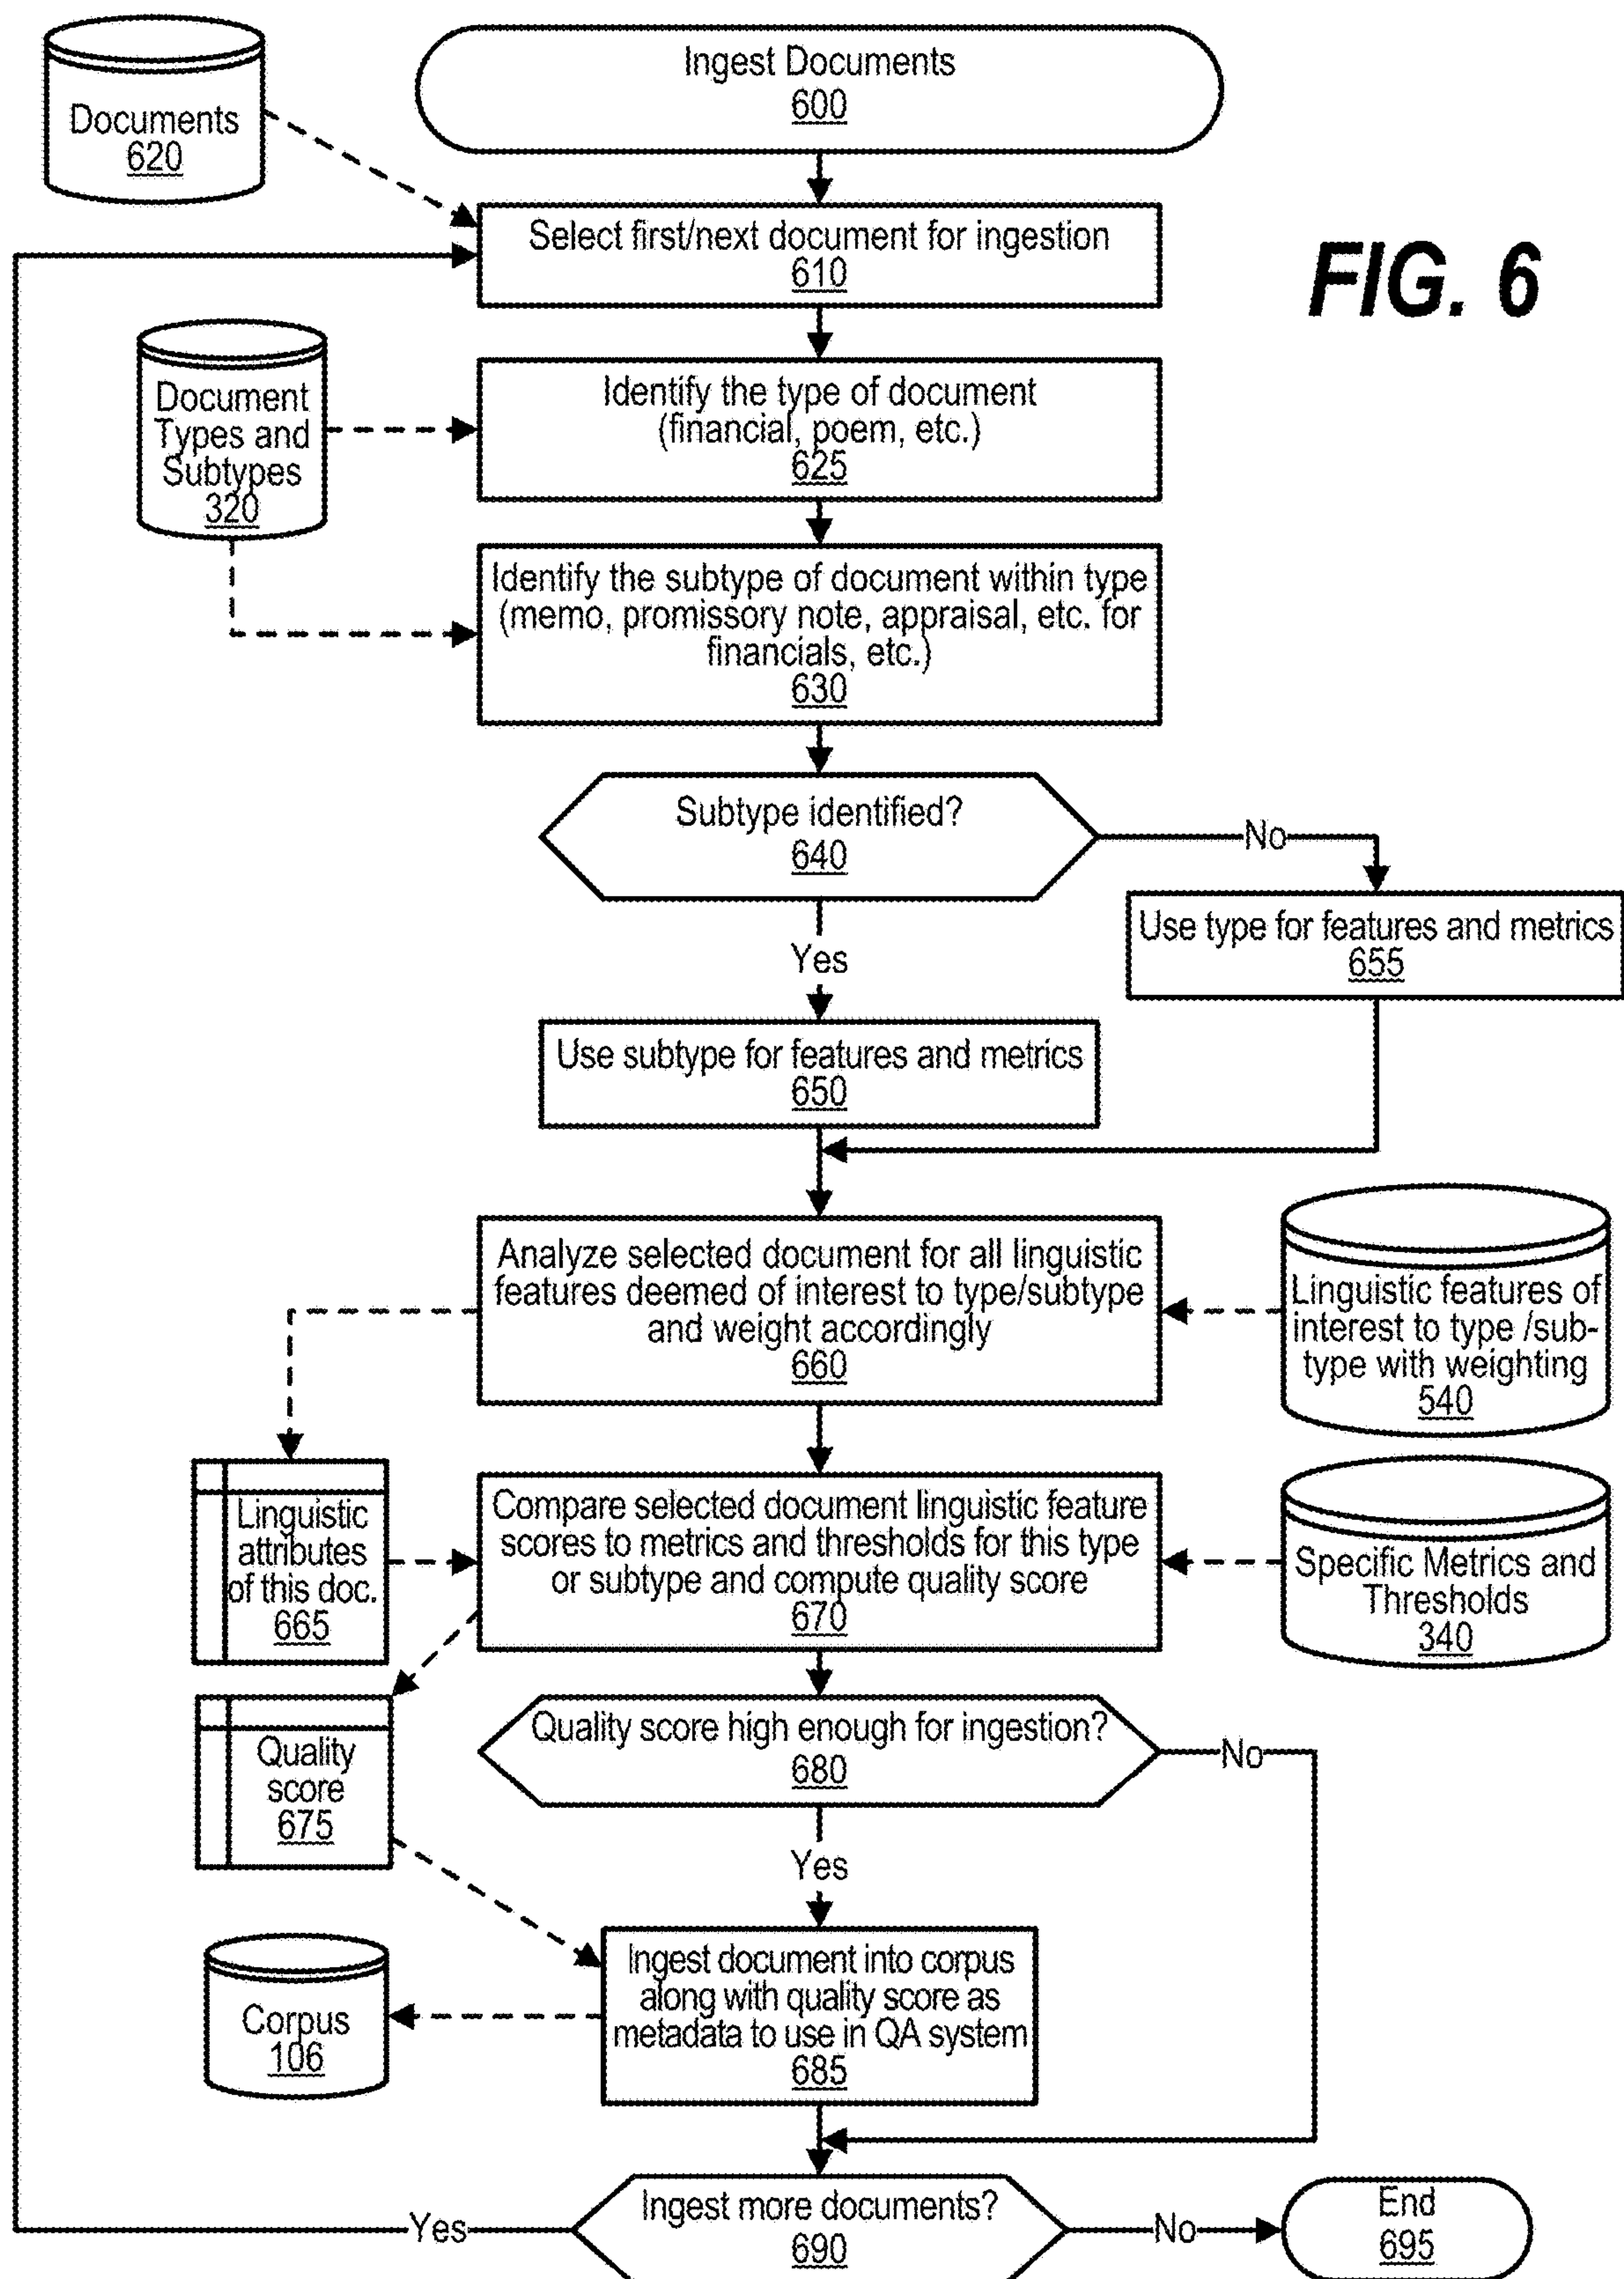 Ingest Documents
600
Documents
620
Select first/next document for ingestion
610
FIG. 6
Document
Types and
Subtypes
320
Identify the type of document
(financial, poem, etc.)
625
Identify the subtype of document within type
(memo, promissory note, appraisal, etc. for
financials, etc.)
630
Subtype identified?
640
No
Yes
Use type for features and metrics
655
Use subtype for features and metrics
650
Analyze selected document for all linguistic
features deemed of interest to type/subtype
and weight accordingly
660
Linguistic features of
interest to type /sub-
type with weighting
540
Linguistic
attributes
of this doc.
665
Compare selected document linguistic feature
scores to metrics and thresholds for this type
or subtype and compute quality score
670
Specific Metrics and
Thresholds
340
Quality
score
675
Quality score high enough for ingestion?
680
No
Yes
Ingest document into corpus
along with quality score as
metadata to use in QA system
685
Corpus
106
Ingest more documents?
690
Yes
No
End
695